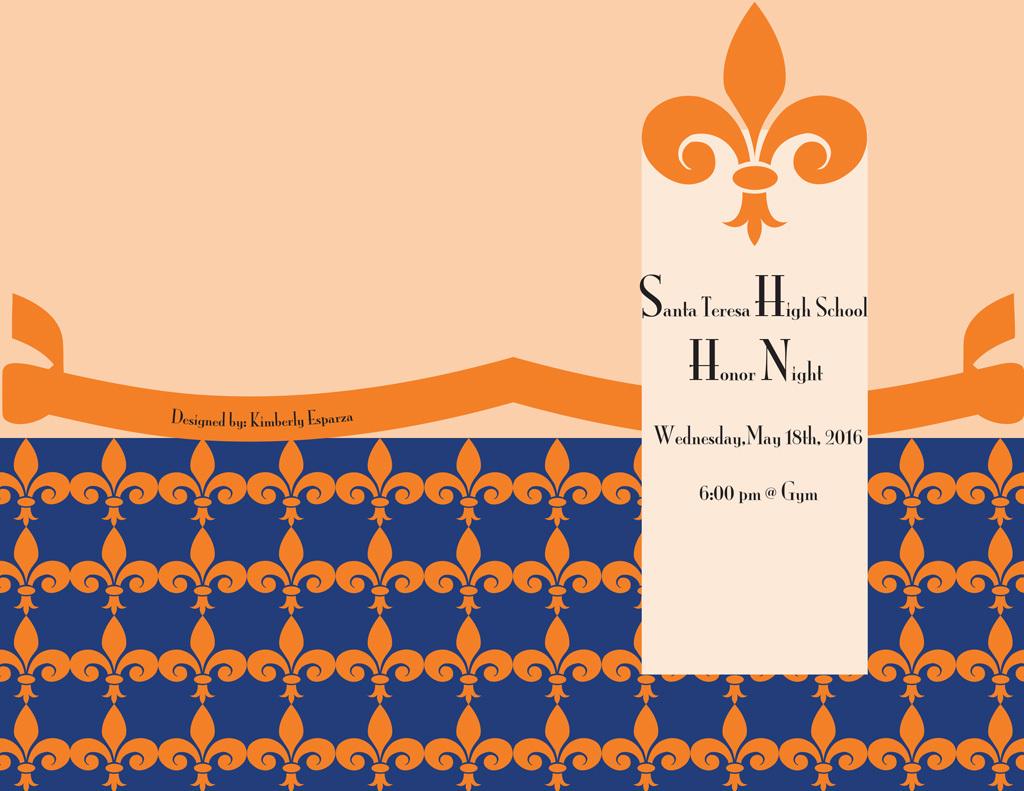 Santa Teresa High School
Honor Night
Wednesday,May 18th, 2016
6:00 pm @ Gym
Designed by: Kimberly Esparza